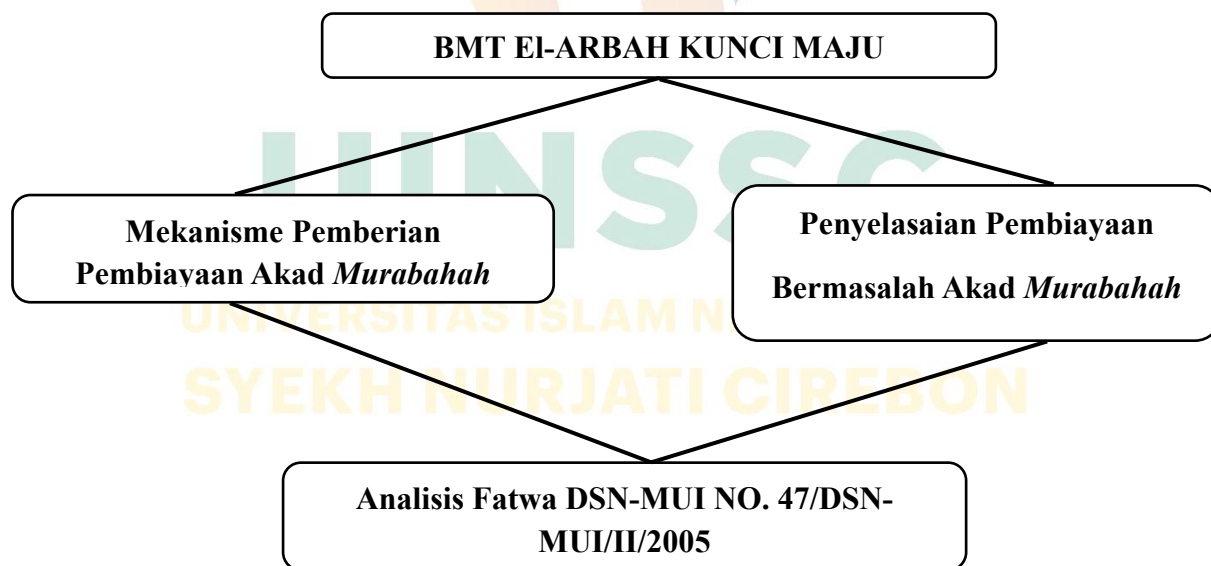 BMT El-ARBAH KUNCI MAJU
UINSSC
Mekanisme Pemberian
Pembiayaan Akad Murabahah
Penyelasaian Pembiayaan
Bermasalah Akad Murabahah
UNIVERSITAS ISLAM N
SYEKH NURJATI CIREBON
Analisis Fatwa DSN-MUI NO. 47/DSN-
MUI/II/2005